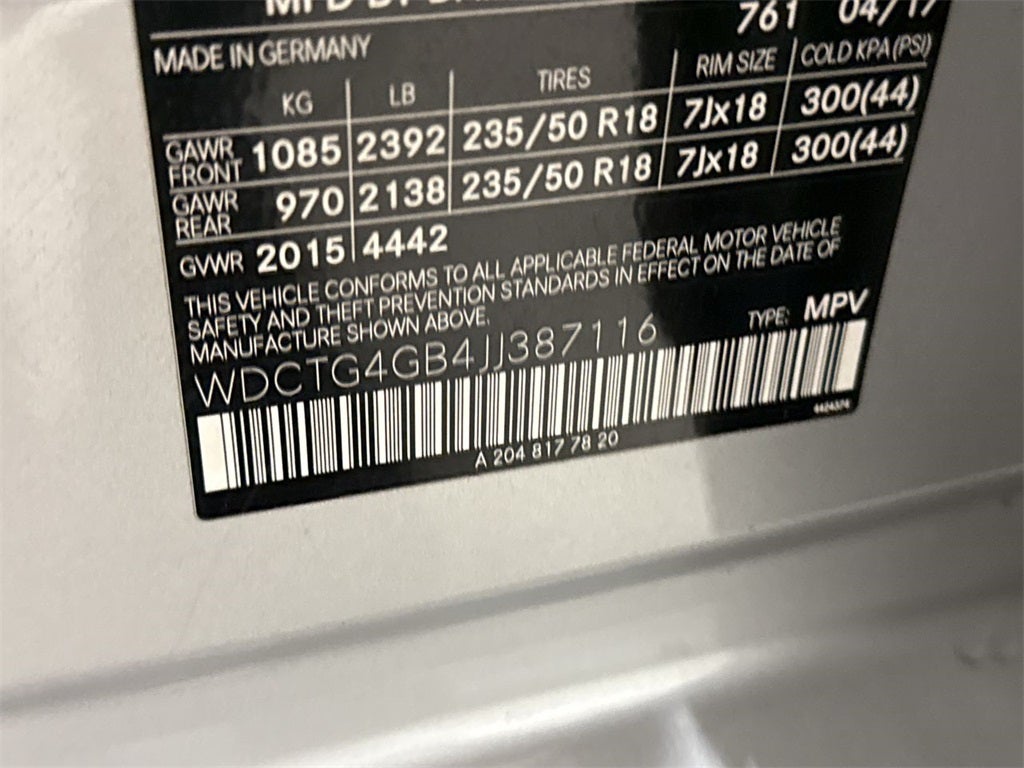 MFD BY
761 04/17
MADE IN GERMANY
KG LB TIRES RIM SIZE COLD KPA (PSI)
GAWR FRONT 1085 2392 235/50 R18 7Jx18 300(44)
GAWR REAR 970 2138 235/50 R18 7Jx18 300(44)
GVWR 2015 4442
THIS VEHICLE CONFORMS TO ALL APPLICABLE FEDERAL MOTOR VEHICLE
SAFETY AND THEFT PREVENTION STANDARDS IN EFFECT ON THE DATE OF
MANUFACTURE SHOWN ABOVE.
TYPE: MPV
WDCTG4GB4JJ387116
A 204 817 78 20